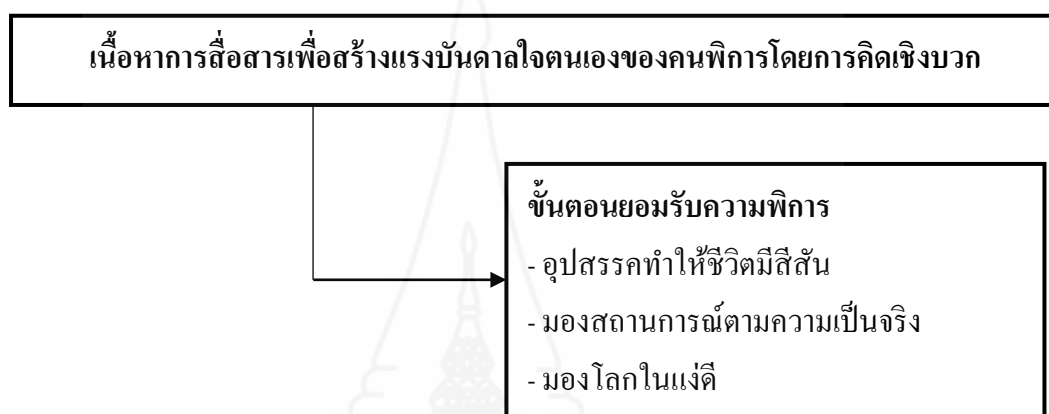 เนื้อหาการสื่อสารเพื่อสร้างแรงบันดาลใจตนเองของคนพิการโดยการคิดเชิงบวก
ขั้นตอนยอมรับความพิการ
- อุปสรรคทำให้ชีวิตมีสีสัน
- มองสถานการณ์ตามความเป็นจริง
- มองโลกในแง่ดี